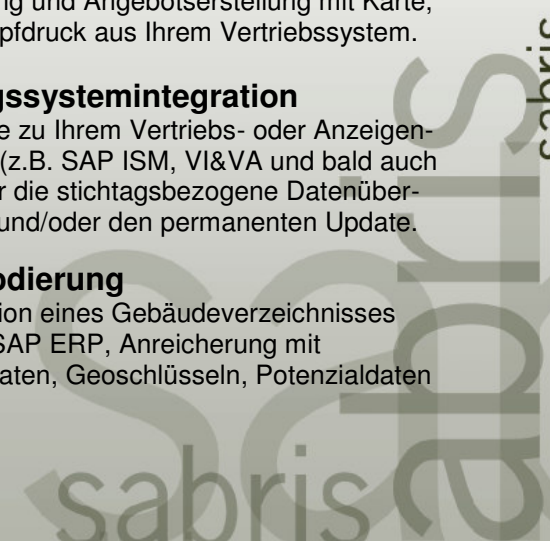 ng und Angebotserstellung mit Karte,
pfdruck aus Ihrem Vertriebssystem.
gssystemintegration
e zu Ihrem Vertriebs- oder Anzeigen-
(z.B. SAP ISM, VI&VA und bald auch
r die stichtagsbezogene Datenüber-
und/oder den permanenten Update.
odierung
ion eines Gebäudeverzeichnisses
SAP ERP, Anreicherung mit
aten, Geoschlüsseln, Potenzialdaten
sabris
sabris